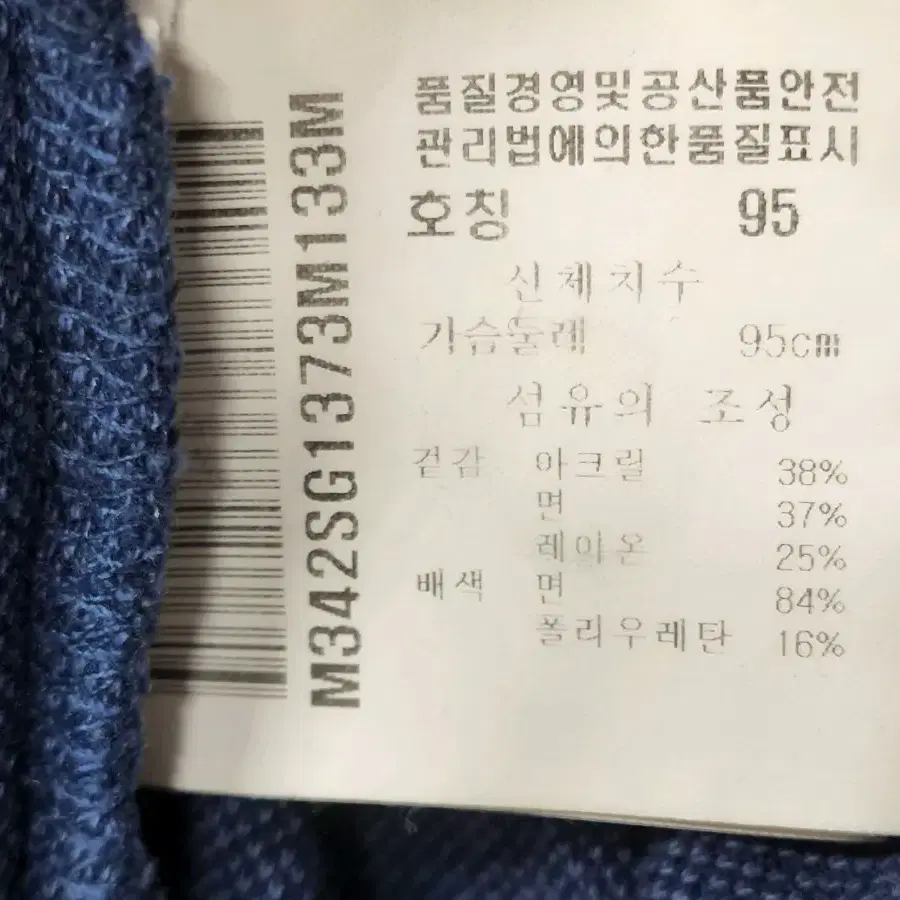 품질경영및공산품안전
관리법에의한품질표시
호칭 95
신체치수
가슴둘레 95cm
섬유의 조성
겉감 아크릴 38%
면 37%
레이온 25%
배색 면 84%
폴리우레탄 16%
M342SG1373M133M